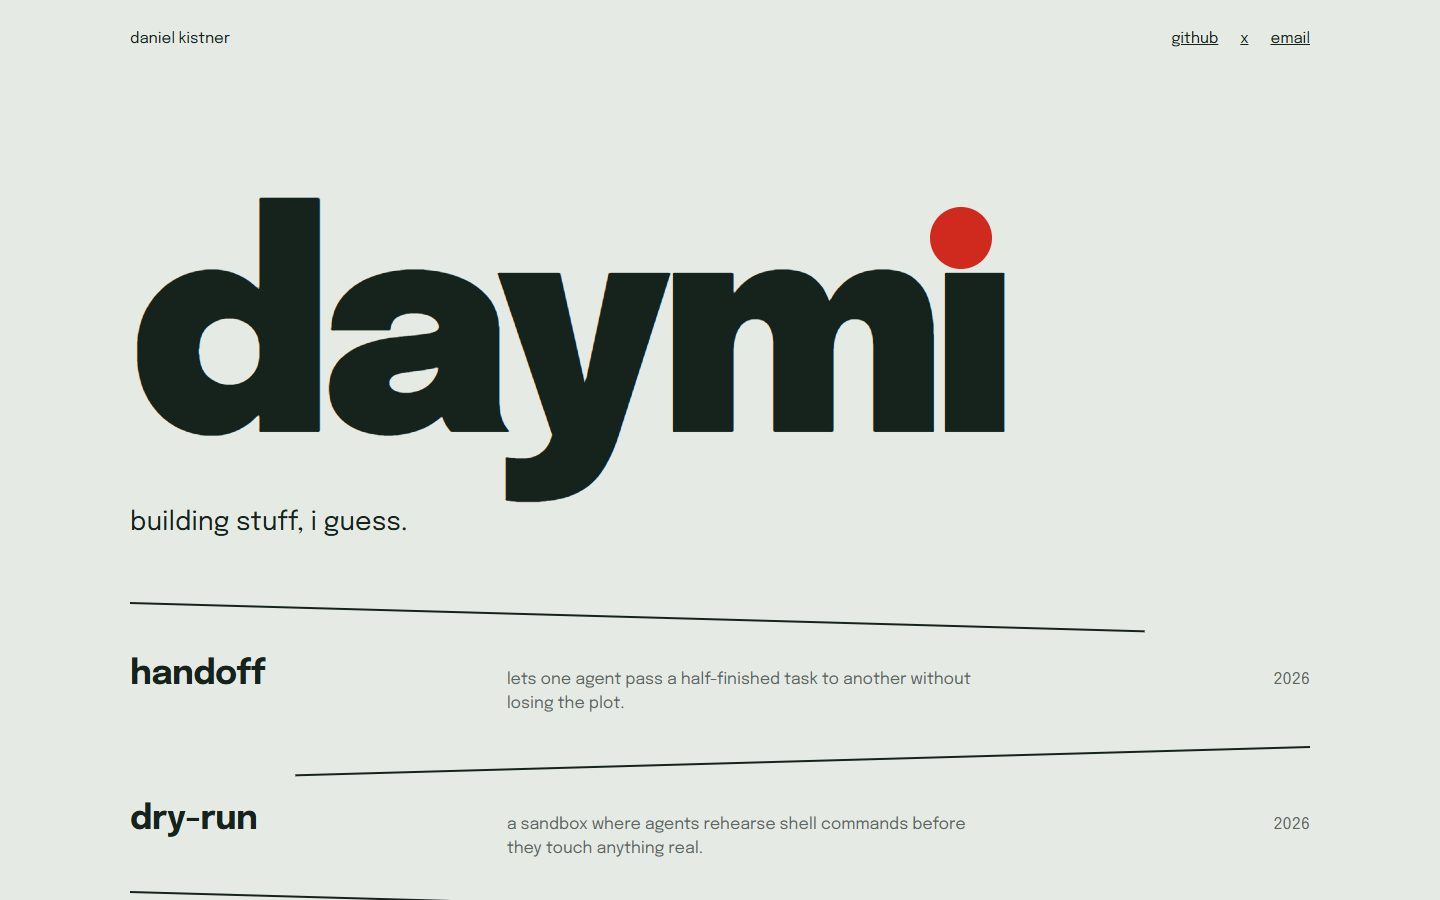 daniel kistner
github x email
daymi
building stuff, i guess.
handoff
lets one agent pass a half-finished task to another without
losing the plot.
2026
dry-run
a sandbox where agents rehearse shell commands before
they touch anything real.
2026